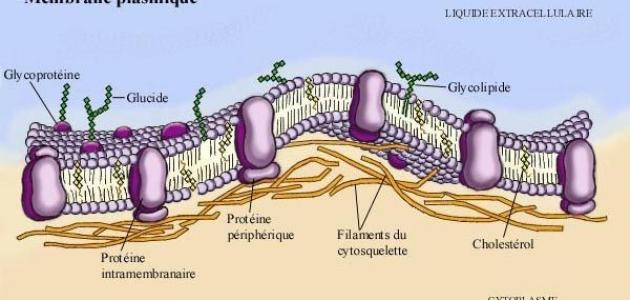 Membrane plasmique
LIQUIDE EXTRACELLULAIRE
Glycoprotéine
Glucide
Glycolipide
Protéine
périphérique
Filaments du
cytosquelette
Cholestérol
Protéine
intramembranaire
CYTOPLASME